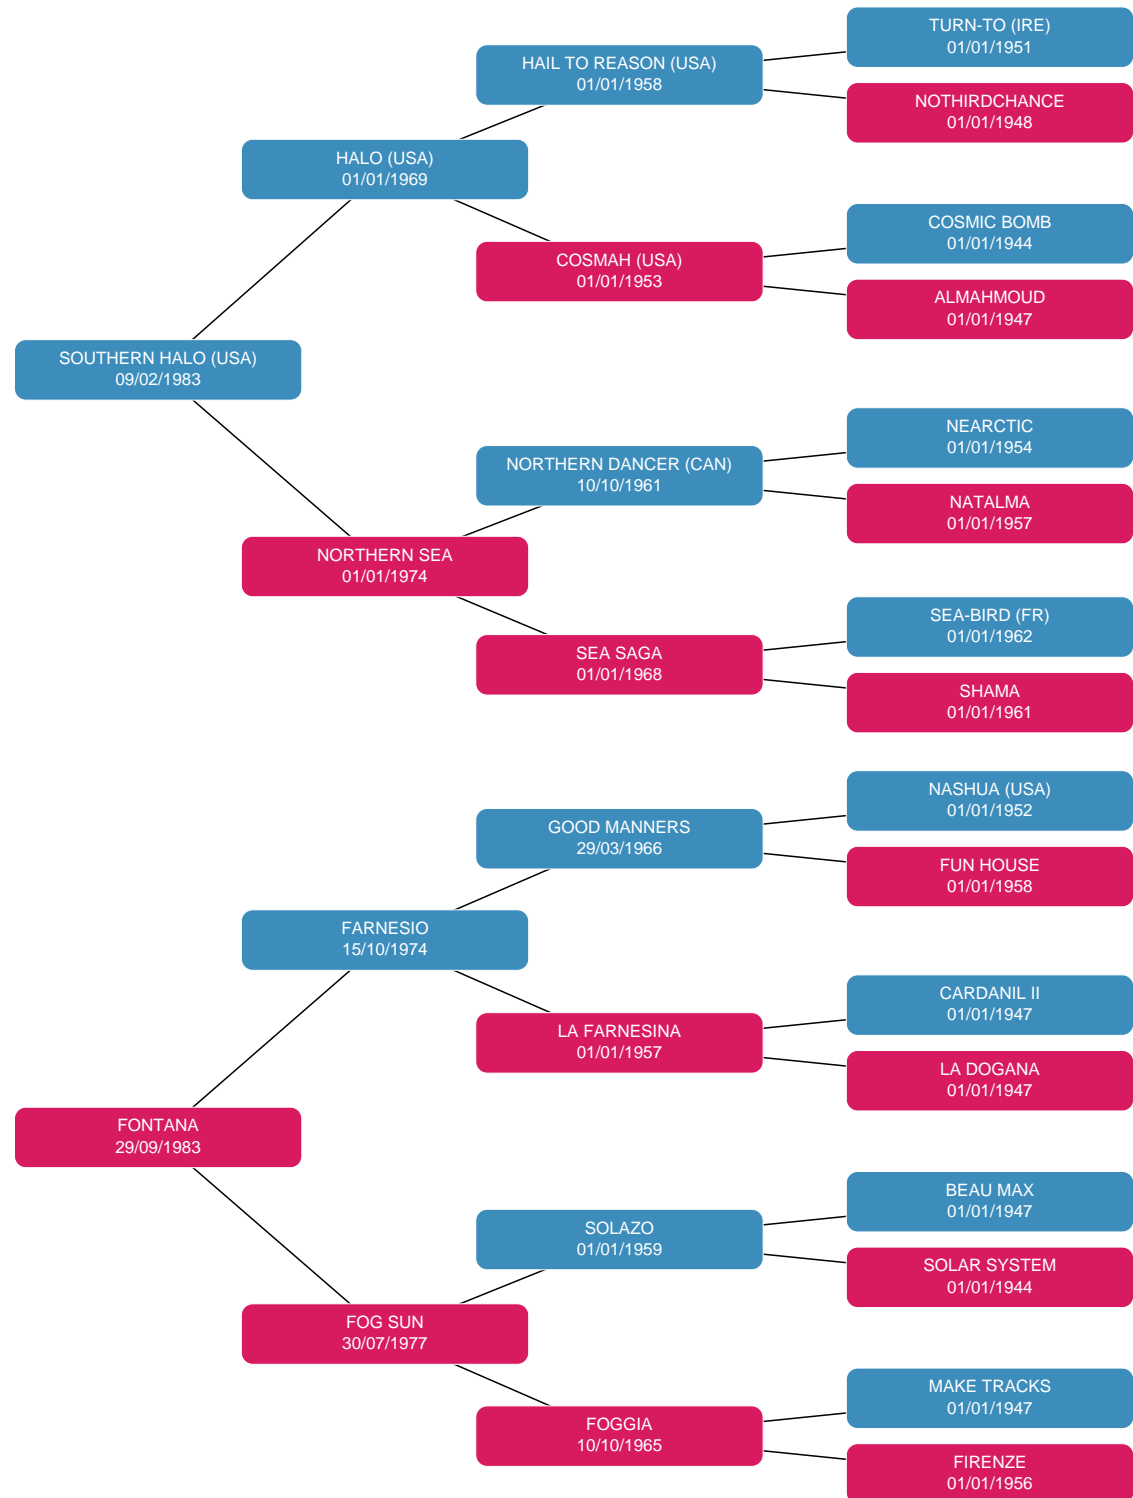 TURN-TO (IRE)
01/01/1951
HAIL TO REASON (USA)
01/01/1958
NOTHIRDCHANCE
01/01/1948
HALO (USA)
01/01/1969
COSMIC BOMB
01/01/1944
COSMAH (USA)
01/01/1953
ALMAHMOUD
01/01/1947
SOUTHERN HALO (USA)
09/02/1983
NEARCTIC
01/01/1954
NORTHERN DANCER (CAN)
10/10/1961
NATALMA
01/01/1957
NORTHERN SEA
01/01/1974
SEA-BIRD (FR)
01/01/1962
SEA SAGA
01/01/1968
SHAMA
01/01/1961
NASHUA (USA)
01/01/1952
GOOD MANNERS
29/03/1966
FUN HOUSE
01/01/1958
FARNESIO
15/10/1974
CARDANIL II
01/01/1947
LA FARNESINA
01/01/1957
LA DOGANA
01/01/1947
FONTANA
29/09/1983
BEAU MAX
01/01/1947
SOLAZO
01/01/1959
SOLAR SYSTEM
01/01/1944
FOG SUN
30/07/1977
MAKE TRACKS
01/01/1947
FOGGIA
10/10/1965
FIRENZE
01/01/1956